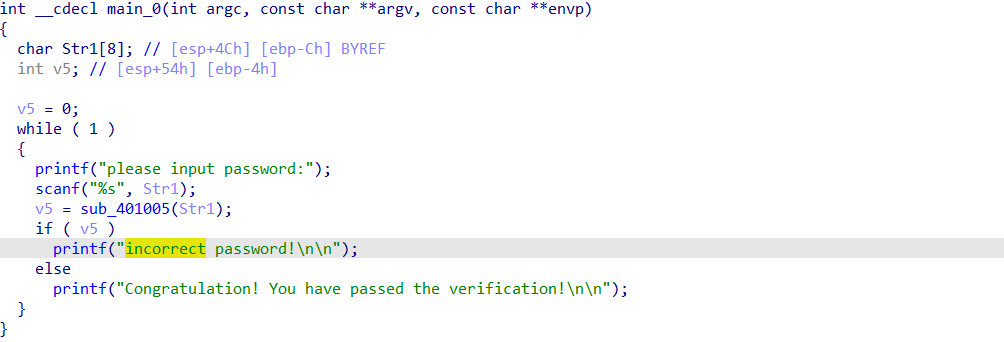 int __cdecl main_0(int argc, const char **argv, const char **envp)
{
  char Str1[8]; // [esp+4Ch] [ebp-Ch] BYREF
  int v5; // [esp+54h] [ebp-4h]

  v5 = 0;
  while ( 1 )
  {
    printf("please input password:");
    scanf("%s", Str1);
    v5 = sub_401005(Str1);
    if ( v5 )
      printf("incorrect password!\n\n");
    else
      printf("Congratulation! You have passed the verification!\n\n");
  }
}